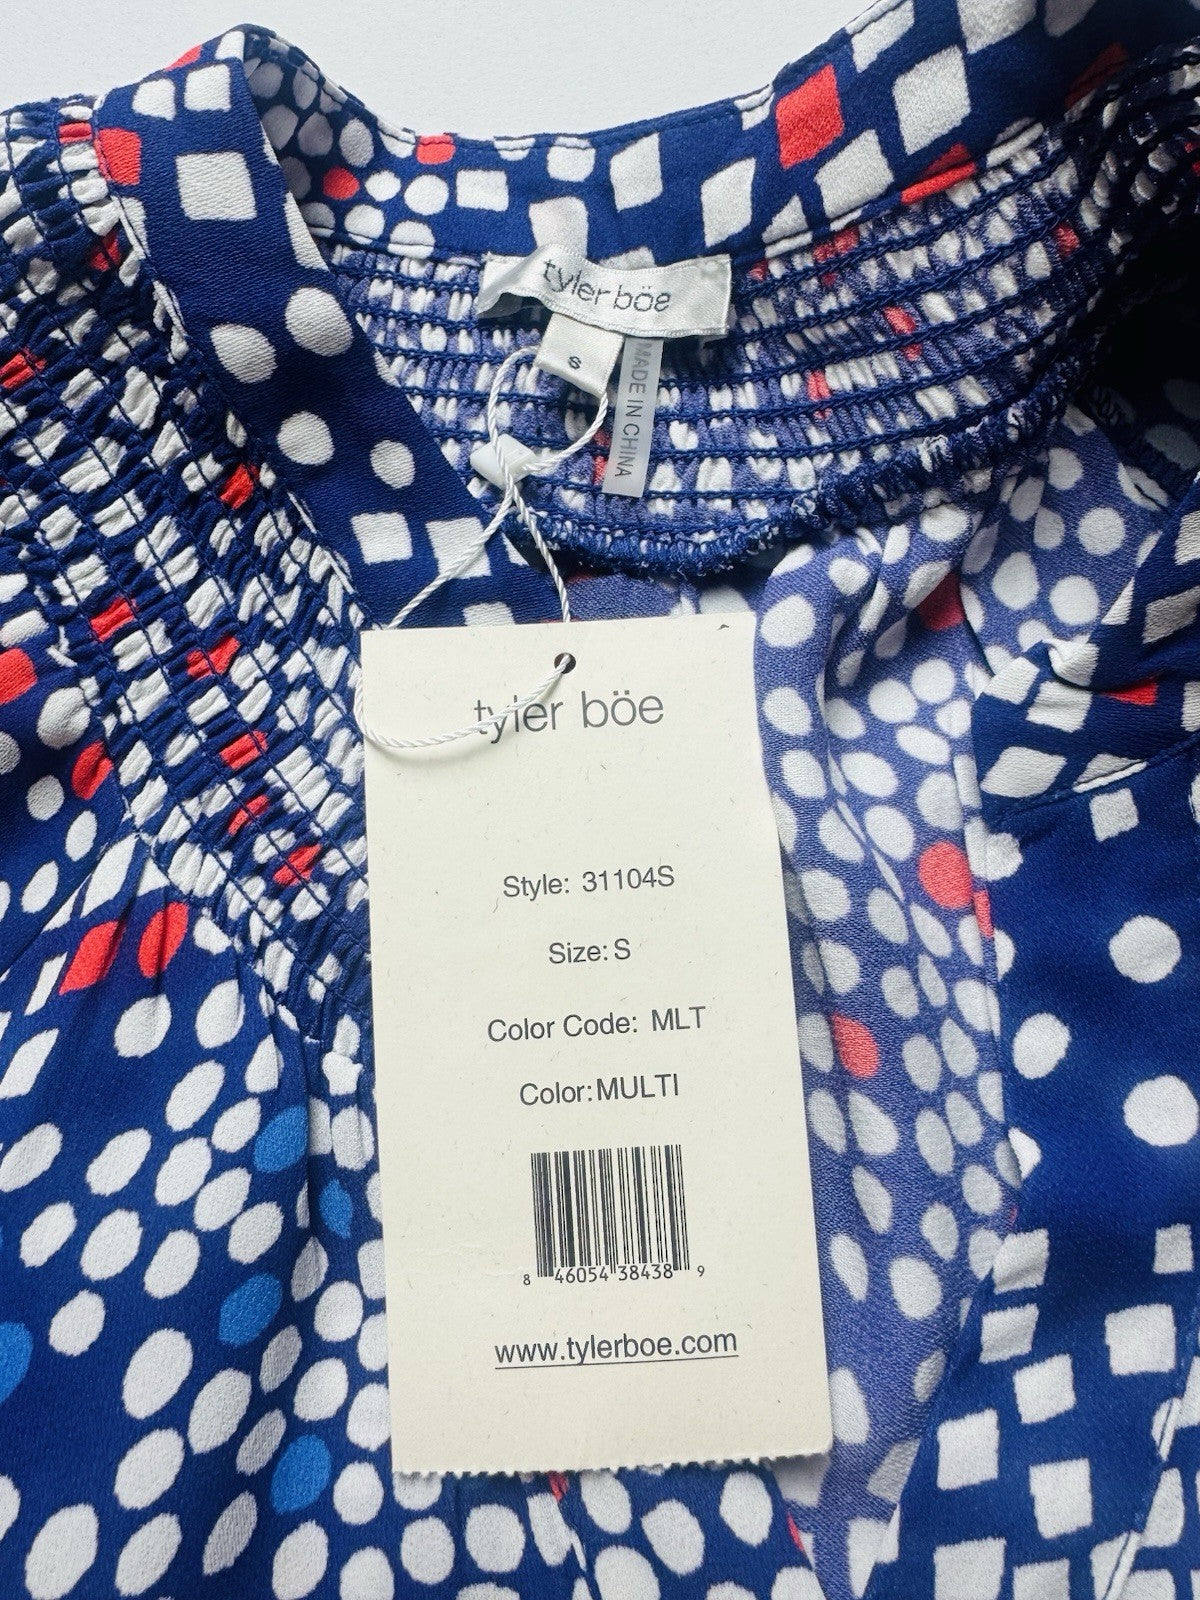 tyler böe
S
MADE IN CHINA
tyler böe
Style: 31104S
Size: S
Color Code: MLT
Color: MULTI
8 46054 38438 9
www.tylerboe.com